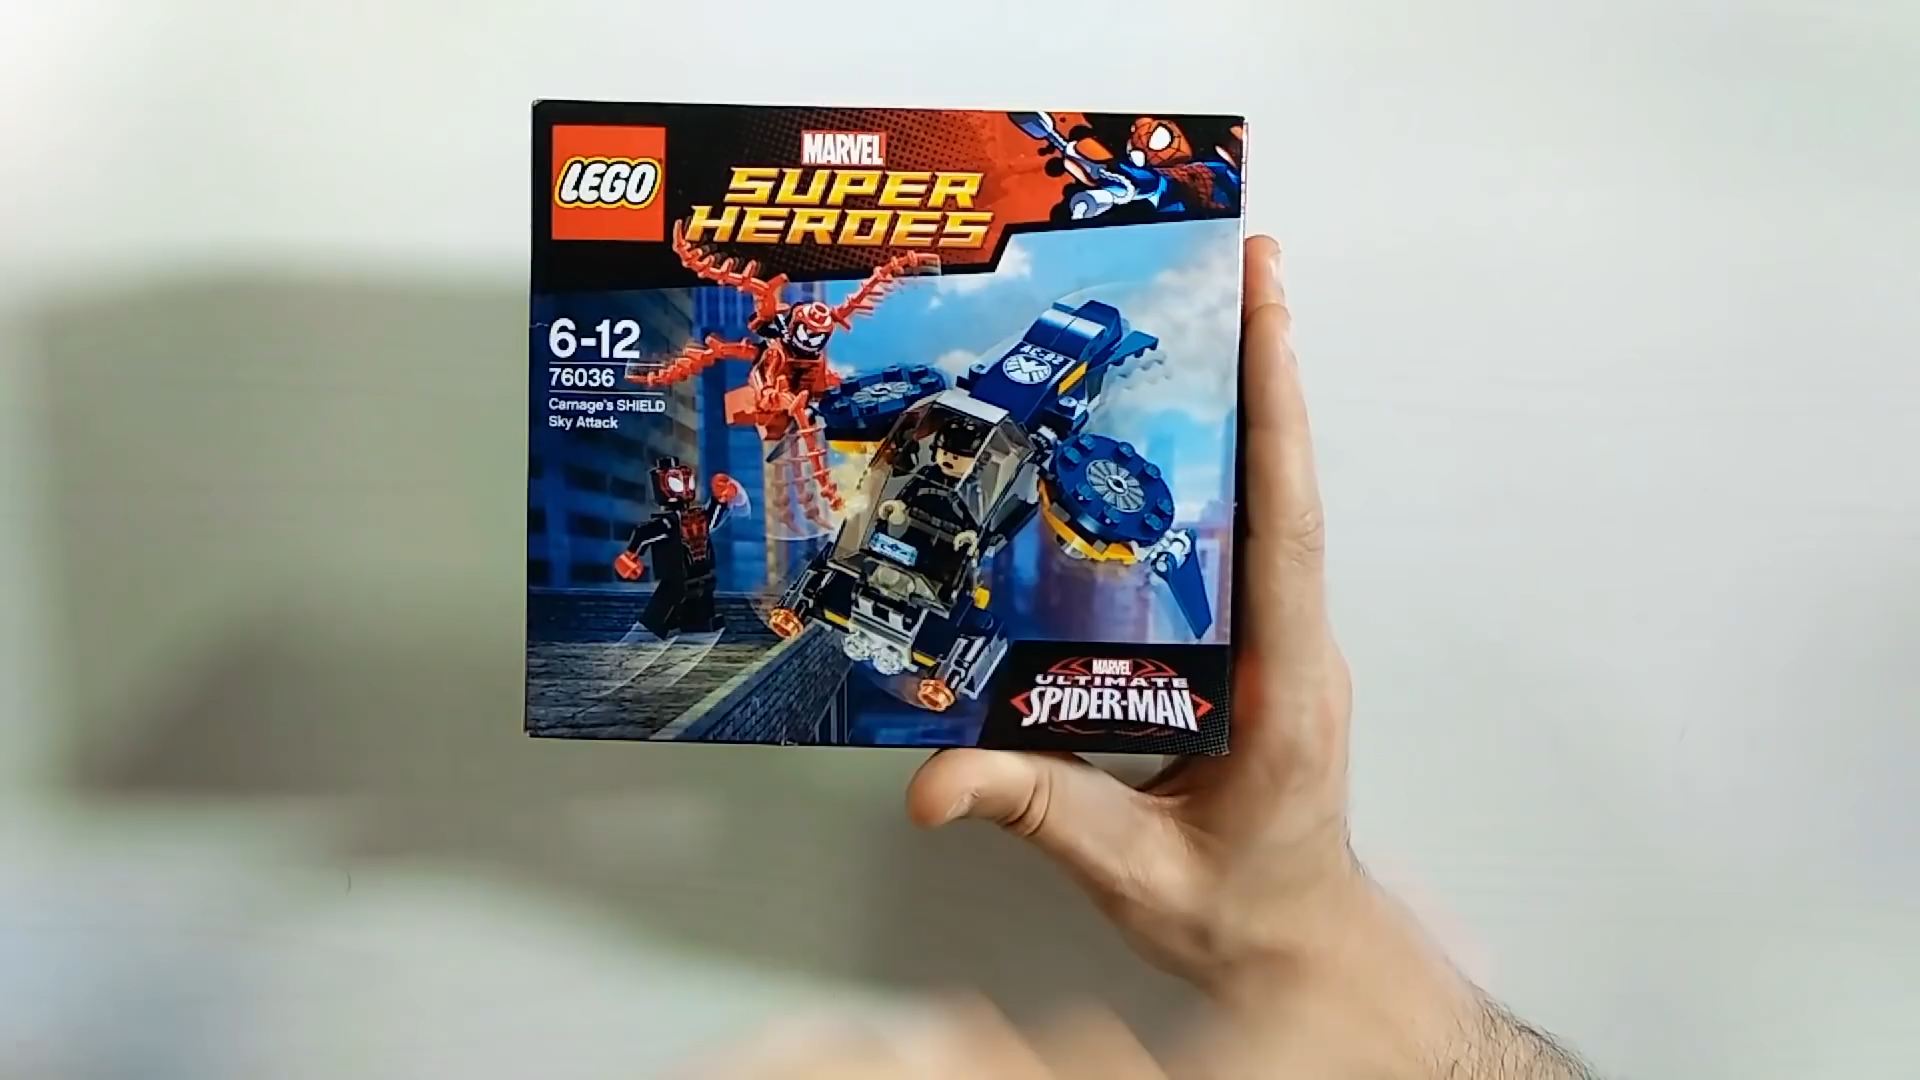 LEGO
MARVEL
SUPER
HEROES
6-12
76036
Carnage's SHIELD
Sky Attack
AC-82
MARVEL
ULTIMATE
SPIDER-MAN